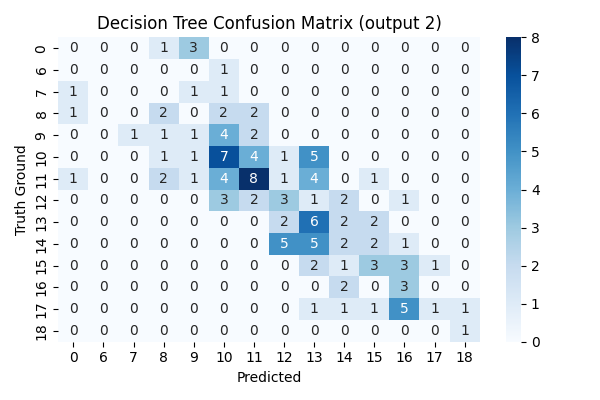 Decision Tree Confusion Matrix (output 2)
0 0 0 0 1 3 0 0 0 0 0 0 0 0 0
6 0 0 0 0 0 1 0 0 0 0 0 0 0 0
7 1 0 0 0 1 1 0 0 0 0 0 0 0 0
8 1 0 0 2 0 2 2 0 0 0 0 0 0 0
9 0 0 1 1 1 4 2 0 0 0 0 0 0 0
10 0 0 0 1 1 7 4 1 5 0 0 0 0 0
11 1 0 0 2 1 4 8 1 4 0 1 0 0 0
12 0 0 0 0 0 3 2 3 1 2 0 1 0 0
13 0 0 0 0 0 0 0 2 6 2 2 0 0 0
14 0 0 0 0 0 0 0 5 5 2 2 1 0 0
15 0 0 0 0 0 0 0 0 2 1 3 3 1 0
16 0 0 0 0 0 0 0 0 0 2 0 3 0 0
17 0 0 0 0 0 0 0 0 1 1 1 5 1 1
18 0 0 0 0 0 0 0 0 0 0 0 0 0 1
0 6 7 8 9 10 11 12 13 14 15 16 17 18
Predicted
Truth Ground
8
7
6
5
4
3
2
1
0